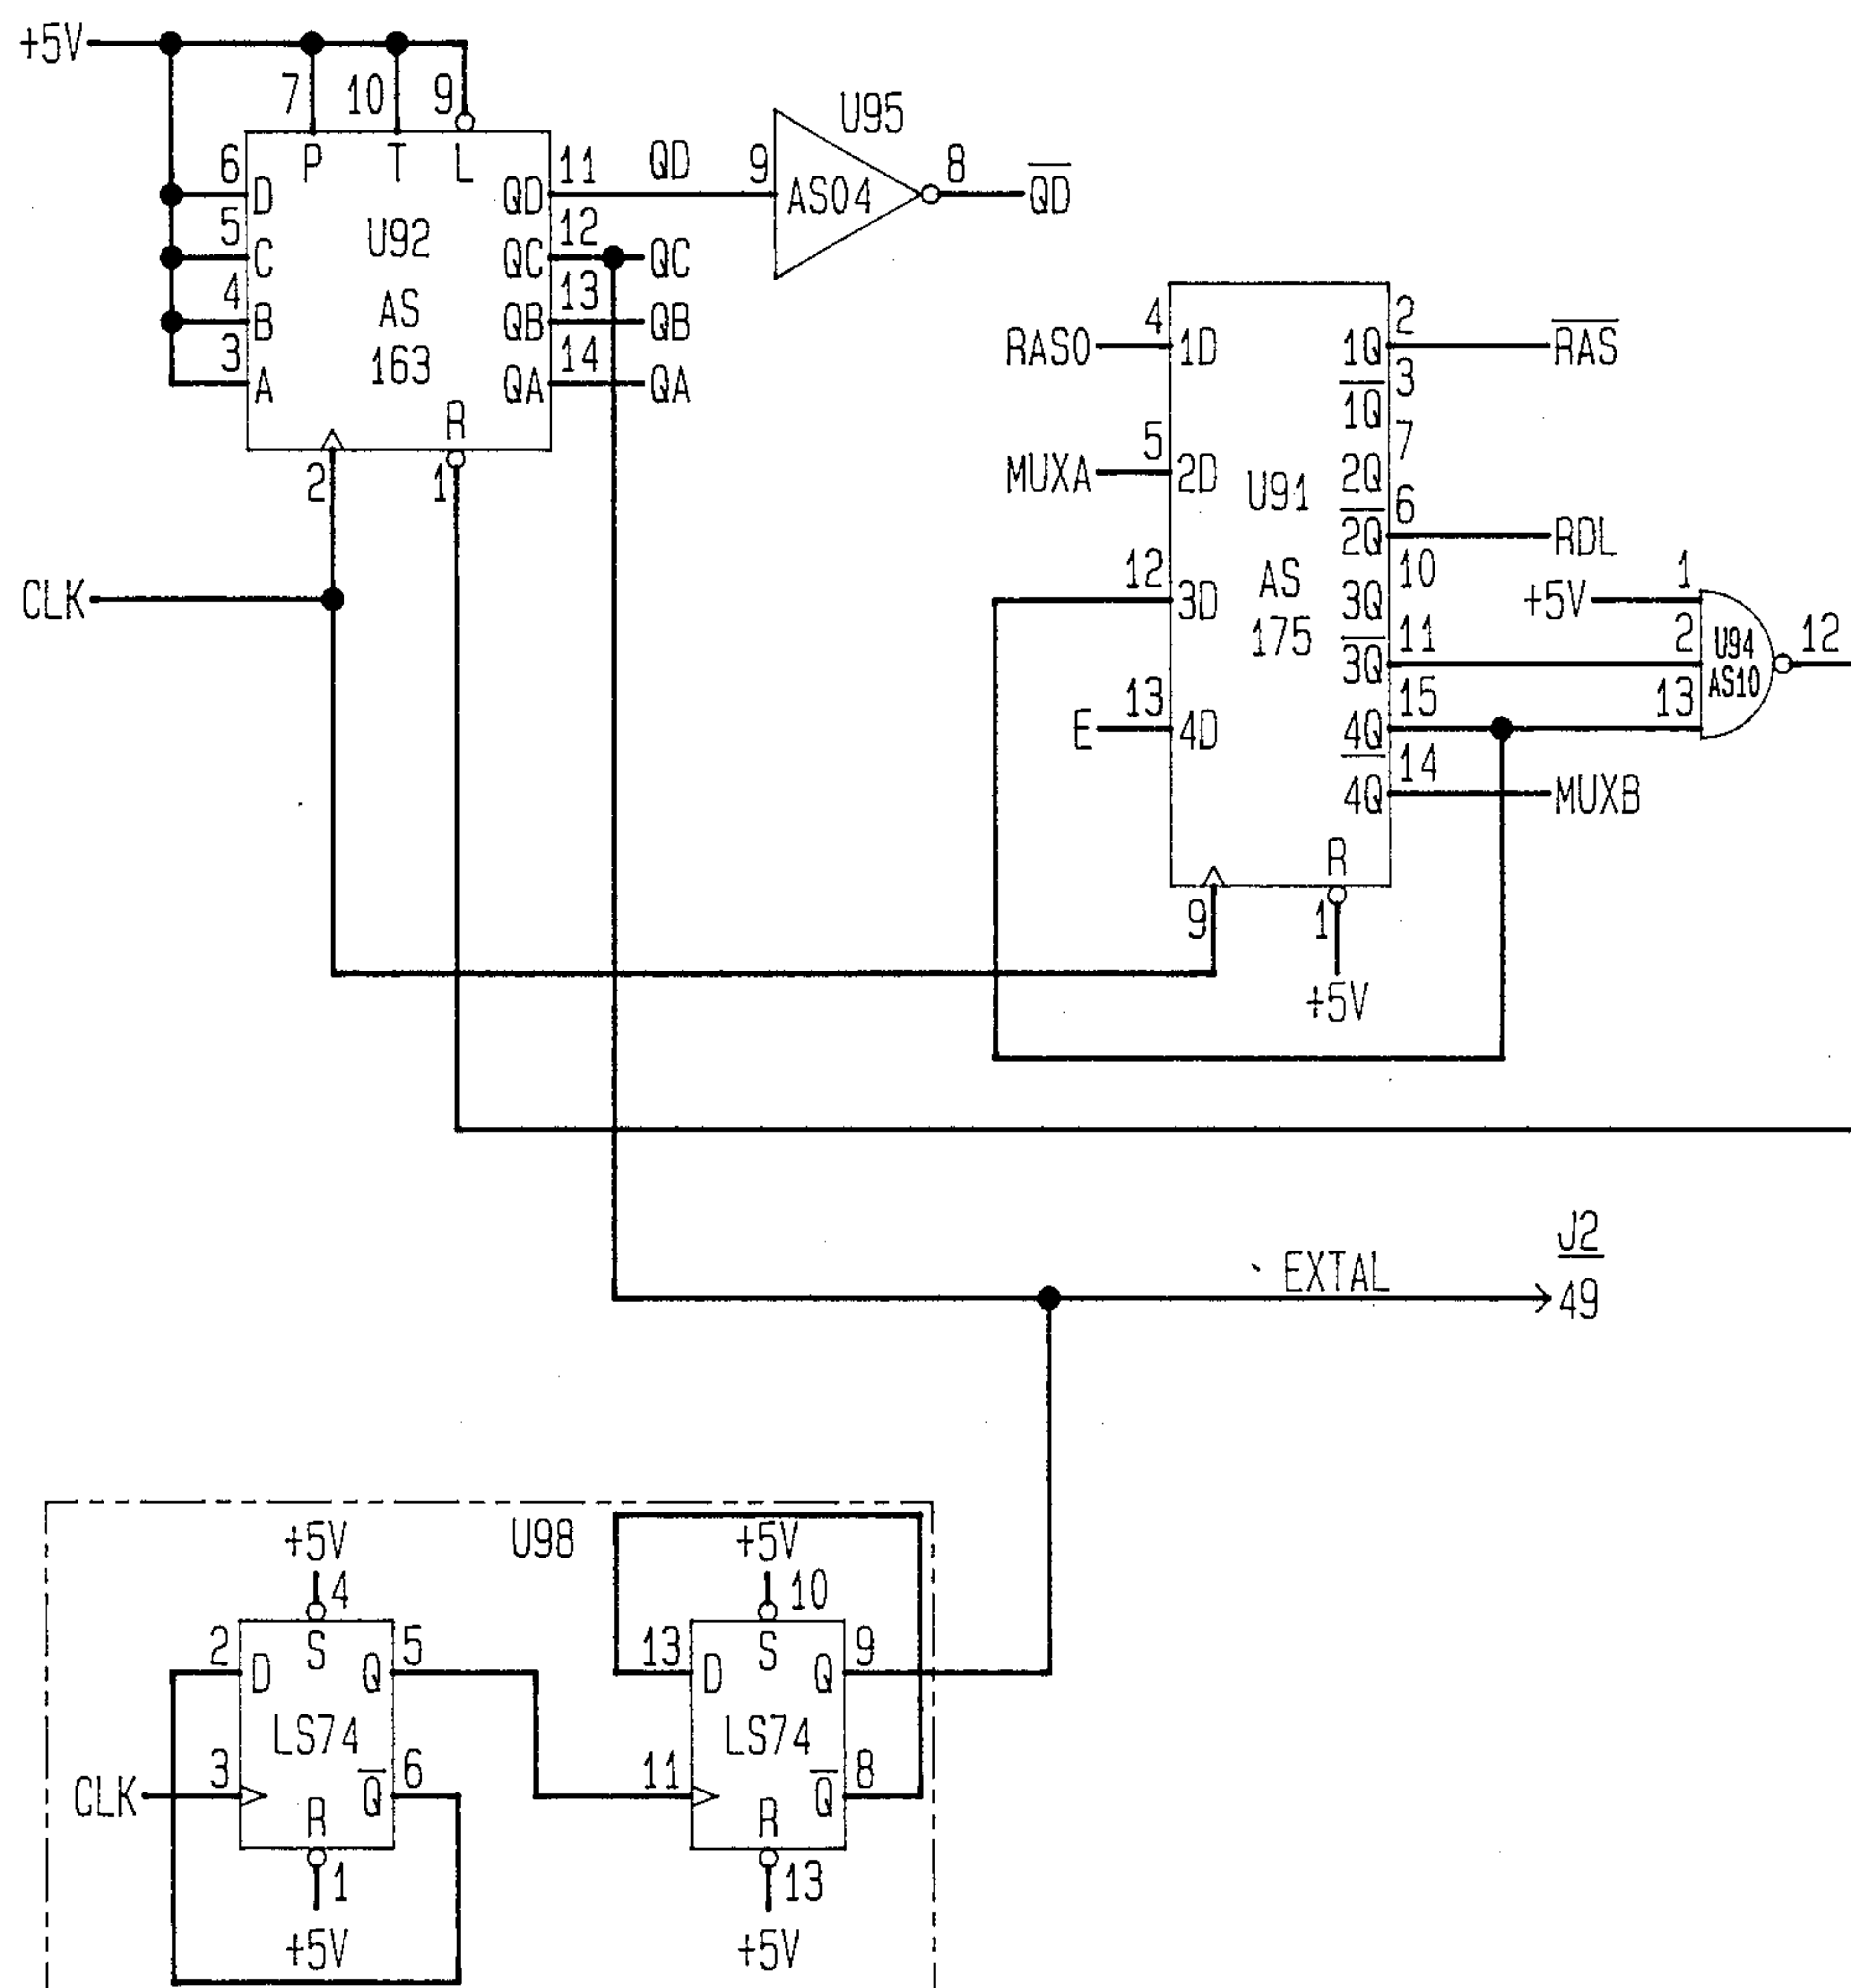 +5V
7 10 9
P T L
6 D
5 C
4 B
3 A
U92
AS
163
QD 11 QD
QC 12 QC
QB 13 QB
QA 14 QA
R
2 1
CLK
U95
9 AS04 8 QD
RAS0 4 1D
MUXA 5 2D
12 3D
E 13 4D
U91
AS
175
1Q 2 RAS
1Q 3
2Q 7
2Q 6 RDL
3Q 10
3Q 11
4Q 15
4Q 14 MUXB
R
9 1
+5V
+5V 1
2 U94 12
13 AS10
J2
EXTAL 49
U98
+5V
4
2 D S Q 5
LS74
CLK 3 R Q 6
1
+5V
+5V
10
13 D S Q 9
LS74
11 R Q 8
13
+5V